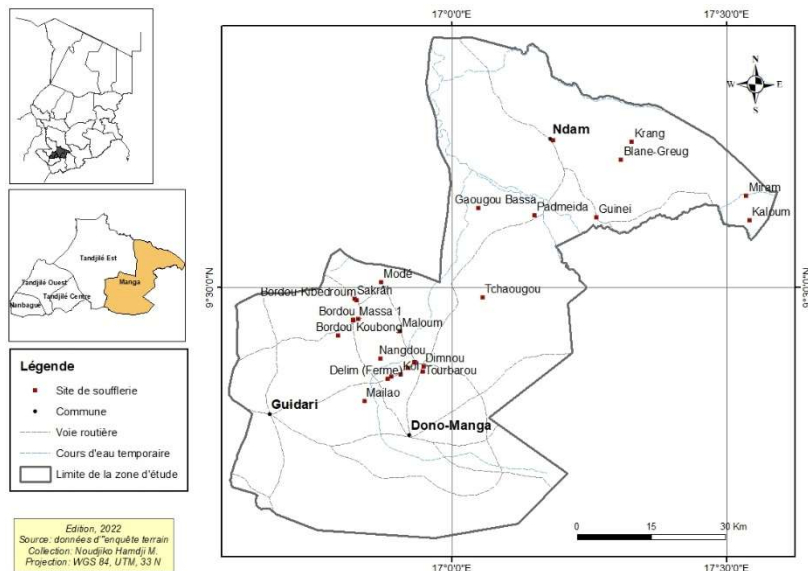 17°0'0"E
17°30'0"E
N
W
E
S
Ndam
Krang
Blane-Greug
Miram
Gaougou Bassa
Padmeida
Guinei
Kaloum
Tandjilé Est
Tandjilé Ouest
Manga
Tandjilé Centre
Manbague
9°30'0"N
Mode
Bordou Kibedroum
Sakrah
Tchaougou
Bordou Massa 1
Bordou Koubong
Maloum
Nangdou
Dimnou
Delim (Ferme)
Koi
Tourbarou
Mailao
Guidari
Dono-Manga
Légende
Site de soufflerie
Commune
Voie routière
Cours d'eau temporaire
Limite de la zone d'étude
0
15
30 Km
Edition, 2022
Source: données d"enquête terrain
Collection: Noudjiko Hamdji M.
Projection: WGS 84, UTM, 33 N
17°0'0"E
17°30'0"E